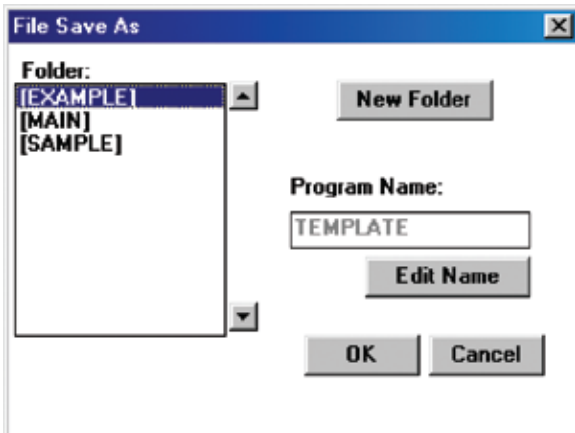 File Save As
Folder:
[EXAMPLE]
[MAIN]
[SAMPLE]
New Folder
Program Name:
TEMPLATE
Edit Name
OK
Cancel